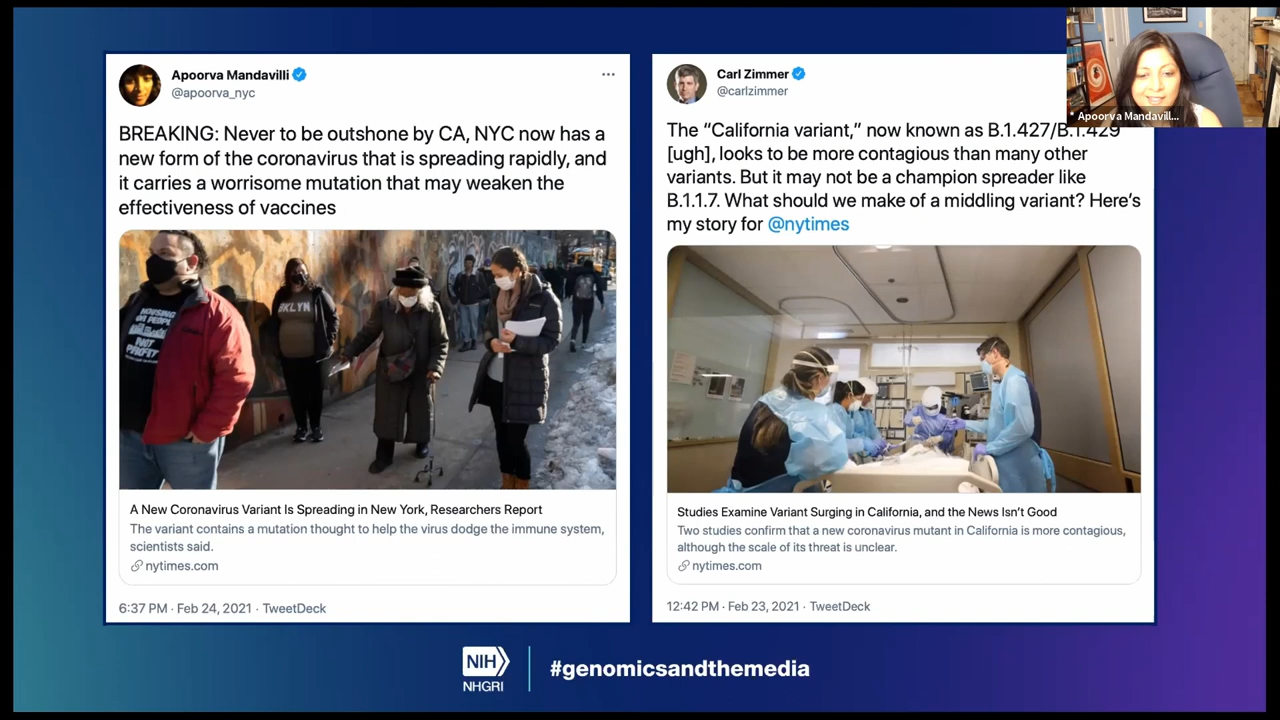 Apoorva Mandavilli
@apoorva_nyc
BREAKING: Never to be outshone by CA, NYC now has a
new form of the coronavirus that is spreading rapidly, and
it carries a worrisome mutation that may weaken the
effectiveness of vaccines
HOUSING
NOT
PROFIT
BKLYN
A New Coronavirus Variant Is Spreading in New York, Researchers Report
The variant contains a mutation thought to help the virus dodge the immune system,
scientists said.
nytimes.com
6:37 PM · Feb 24, 2021 · TweetDeck
Carl Zimmer
@carlzimmer
The “California variant,” now known as B.1.427/B.1.429
[ugh], looks to be more contagious than many other
variants. But it may not be a champion spreader like
B.1.1.7. What should we make of a middling variant? Here’s
my story for @nytimes
Studies Examine Variant Surging in California, and the News Isn’t Good
Two studies confirm that a new coronavirus mutant in California is more contagious,
although the scale of its threat is unclear.
nytimes.com
12:42 PM · Feb 23, 2021 · TweetDeck
Apoorva Mandavill...
NIH
NHGRI
#genomicsandthemedia